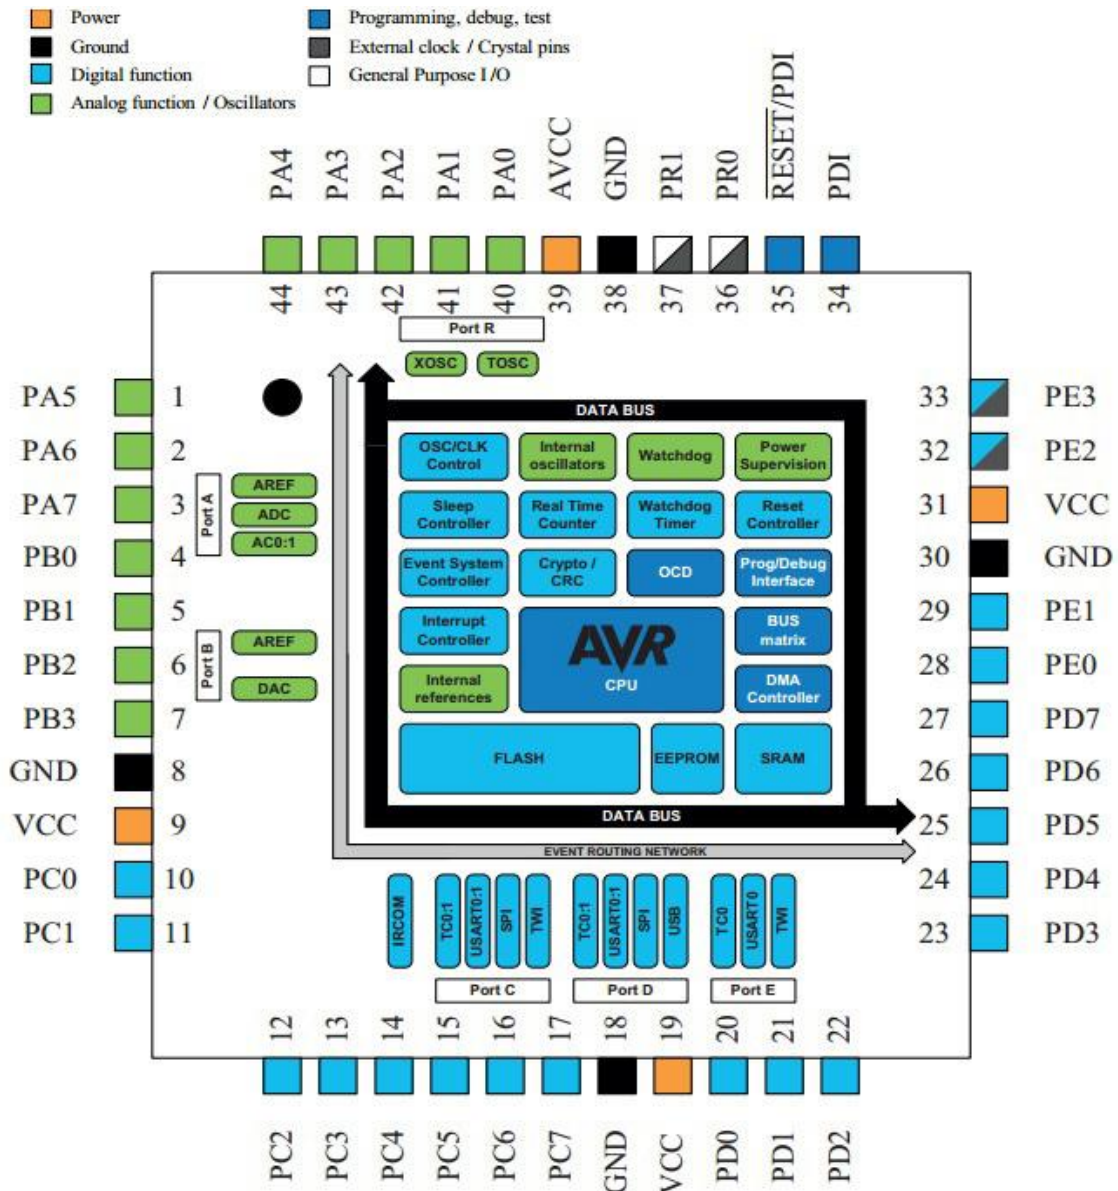 Power
Ground
Digital function
Analog function / Oscillators
Programming, debug, test
External clock / Crystal pins
General Purpose I/O
PA4
PA3
PA2
PA1
PA0
AVCC
GND
PR1
PR0
RESET/PDI
PDI
44
43
42
41
40
39
38
37
36
35
34
Port R
XOSC
TOSC
PA5
1
PA6
2
PA7
3
PB0
4
PB1
5
PB2
6
PB3
7
GND
8
VCC
9
PC0
10
PC1
11
Port A
AREF
ADC
AC0:1
Port B
AREF
DAC
DATA BUS
OSC/CLK
Control
Internal
oscillators
Watchdog
Power
Supervision
Sleep
Controller
Real Time
Counter
Watchdog
Timer
Reset
Controller
Event System
Controller
Crypto /
CRC
OCD
Prog/Debug
Interface
Interrupt
Controller
AVR
CPU
BUS
matrix
Internal
references
DMA
Controller
FLASH
EEPROM
SRAM
DATA BUS
EVENT ROUTING NETWORK
33
PE3
32
PE2
31
VCC
30
GND
29
PE1
28
PE0
27
PD7
26
PD6
25
PD5
24
PD4
23
PD3
IRCOM
TC0:1
USART0:1
SPI
TWI
TC0:1
USART0:1
SPI
USB
TC0
USART0
TWI
Port C
Port D
Port E
12
13
14
15
16
17
18
19
20
21
22
PC2
PC3
PC4
PC5
PC6
PC7
GND
VCC
PD0
PD1
PD2